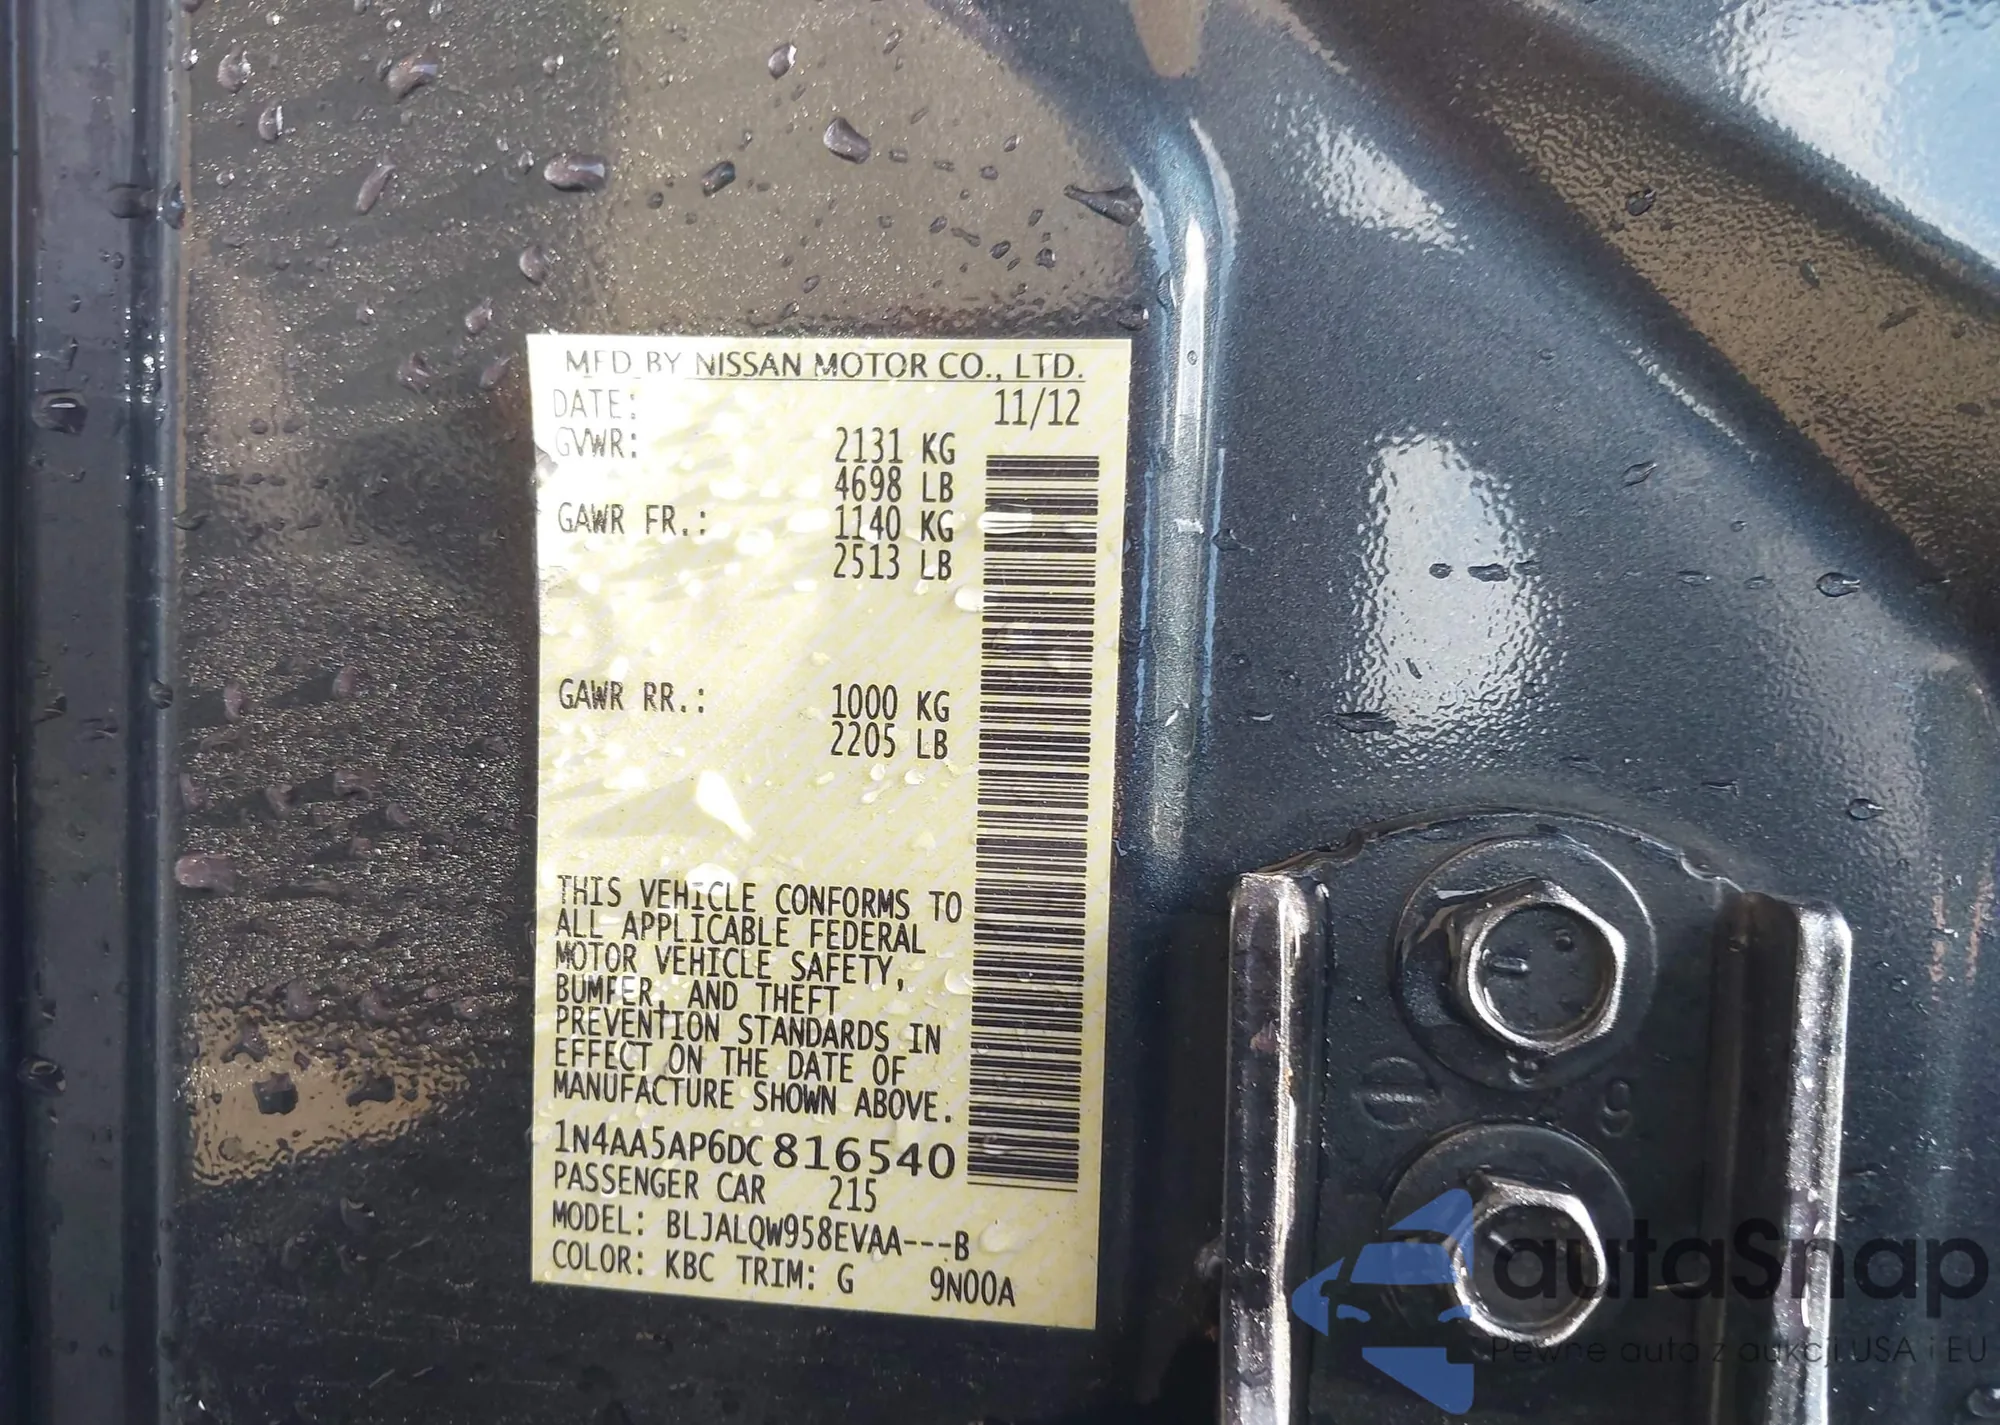 MFD BY NISSAN MOTOR CO., LTD.
DATE: 11/12
GVWR: 2131 KG
4698 LB
GAWR FR.: 1140 KG
2513 LB
GAWR RR.: 1000 KG
2205 LB
THIS VEHICLE CONFORMS TO
ALL APPLICABLE FEDERAL
MOTOR VEHICLE SAFETY,
BUMPER, AND THEFT
PREVENTION STANDARDS IN
EFFECT ON THE DATE OF
MANUFACTURE SHOWN ABOVE.
1N4AA5AP6DC816540
PASSENGER CAR 215
MODEL: BLJALQW958EVAA---B
COLOR: KBC TRIM: G 9N00A
autaSnap
Pewne auta z aukcji USA i EU